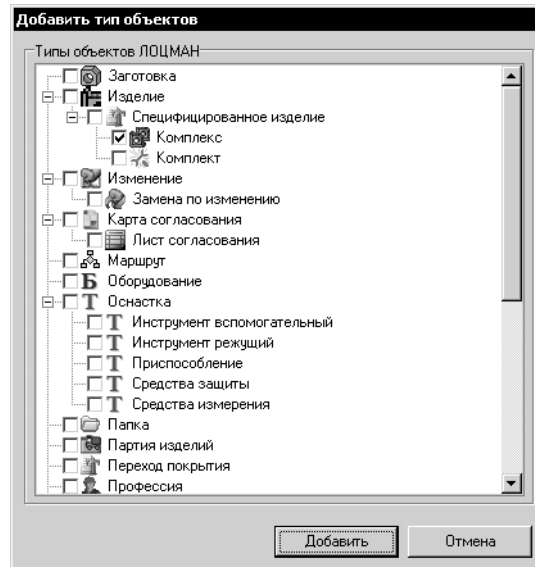 Добавить тип объектов
Типы объектов ЛОЦМАН
Заготовка
Изделие
Специфицированное изделие
Комплекс
Комплект
Изменение
Замена по изменению
Карта согласования
Лист согласования
Маршрут
Б Оборудование
Т Оснастка
Т Инструмент вспомогательный
Т Инструмент режущий
Т Приспособление
Т Средства защиты
Т Средства измерения
Папка
Партия изделий
Переход покрытия
Профессия
Добавить
Отмена